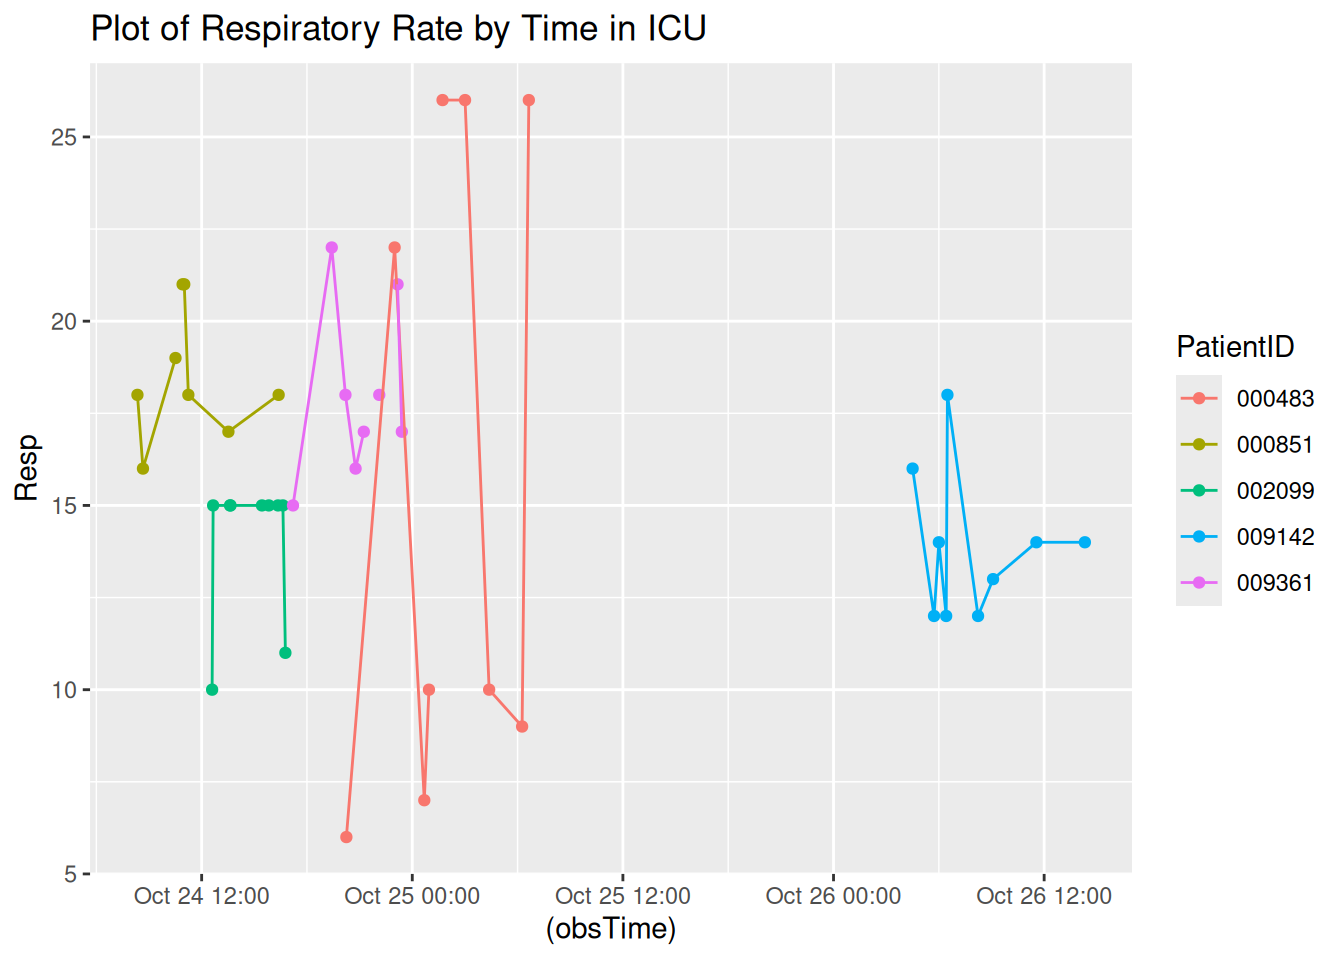 Plot of Respiratory Rate by Time in ICU
Resp
25
20
15
10
5
Oct 24 12:00
Oct 25 00:00
Oct 25 12:00
Oct 26 00:00
Oct 26 12:00
(obsTime)
PatientID
000483
000851
002099
009142
009361